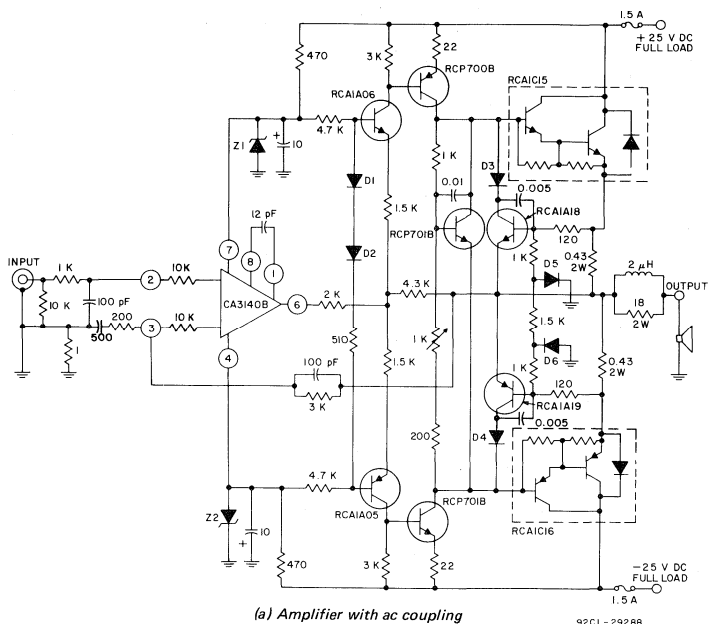 1.5 A
+ 25 V DC
FULL LOAD
22
3 K
470
RCP700B
RCA1A06
RCA1C15
4.7 K
Z1
+
10
D1
1 K
D3
0.005
0.01
RCA1A18
12 pF
1.5 K
RCP701B
120
7
8
1
D2
0.43
2W
2 μH
INPUT
1 K
2
10K
1 K
D5
OUTPUT
10 K
100 pF
CA3140B
6
2 K
4.3 K
18
2W
500
200
3
10 K
1.5 K
1
4
510
1 K
D6
1.5 K
0.43
2W
100 pF
1 K
120
3 K
RCA1A19
200
D4
0.005
4.7 K
Z2
+
10
RCA1A05
RCP701B
RCA1C16
470
3 K
22
−25 V DC
FULL LOAD
1.5 A
(a) Amplifier with ac coupling
92CL-29288